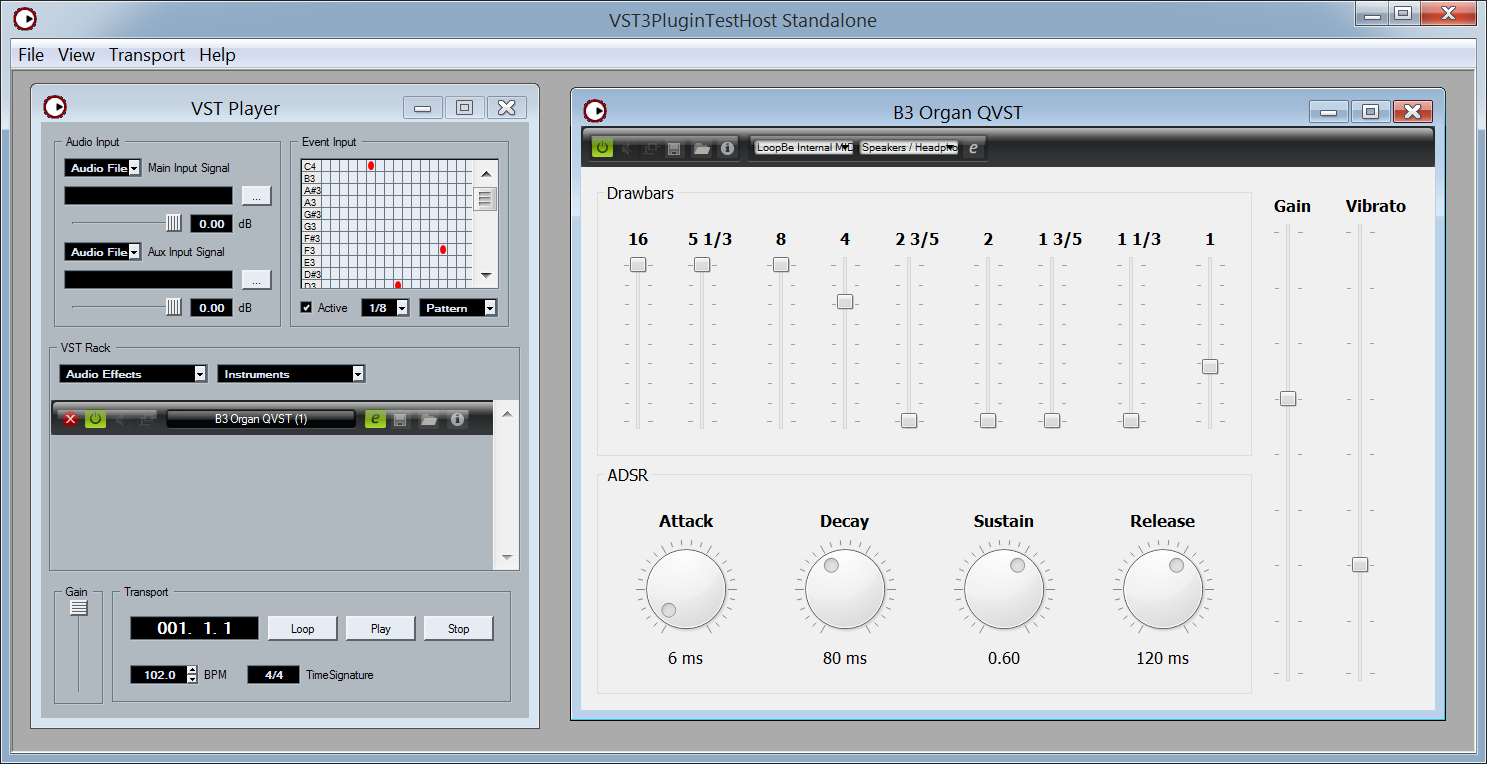 VST3PluginTestHost Standalone
File View Transport Help
VST Player
Audio Input
Audio File Main Input Signal
...
0.00 dB
Audio File Aux Input Signal
...
0.00 dB
Event Input
C4
B3
A#3
A3
G#3
G3
F#3
F3
E3
D#3
D3
Active 1/8 Pattern
VST Rack
Audio Effects Instruments
B3 Organ QVST (1) e
Gain
Transport
001. 1. 1 Loop Play Stop
102.0 BPM 4/4 TimeSignature
B3 Organ QVST
LoopBe Internal Speakers / e
Drawbars
16 5 1/3 8 4 2 3/5 2 1 3/5 1 1/3 1
Gain Vibrato
ADSR
Attack Decay Sustain Release
6 ms 80 ms 0.60 120 ms